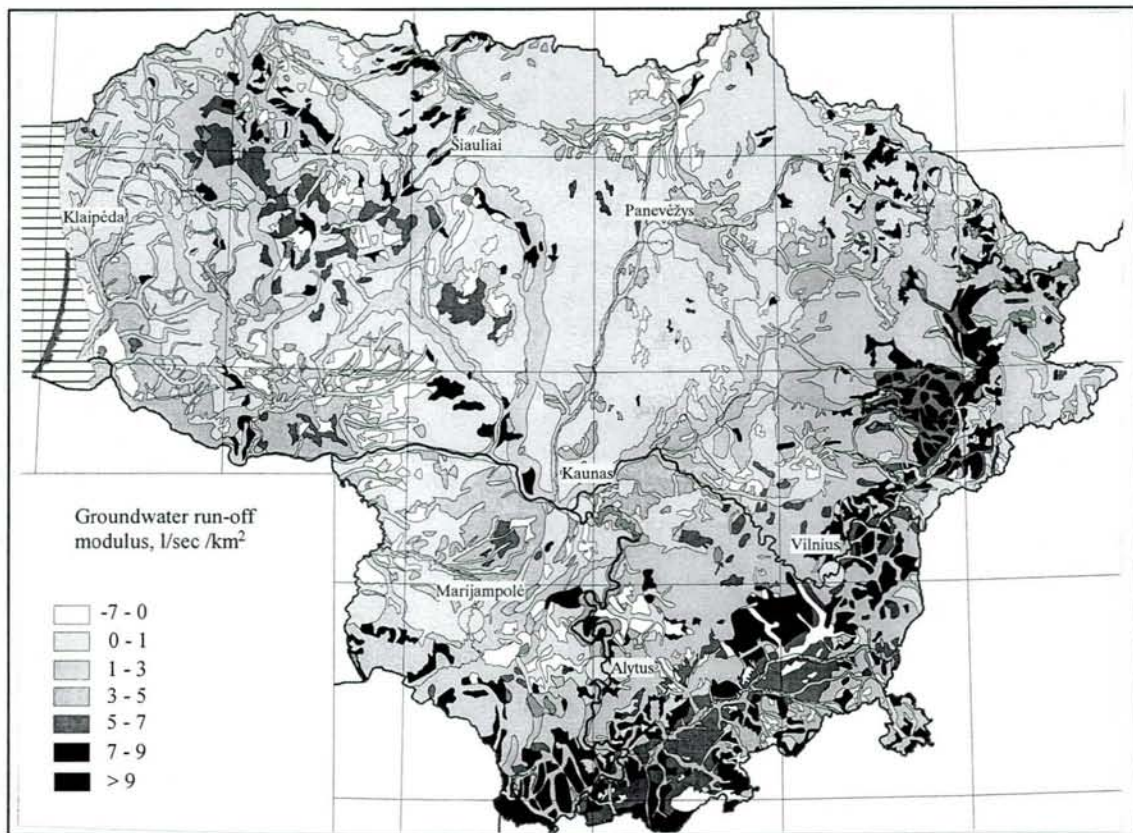 Šiauliai
Klaipėda
Panevėžys
Kaunas
Vilnius
Marijampolė
Alytus
Groundwater run-off
modulus, l/sec /km²
-7 - 0
0 - 1
1 - 3
3 - 5
5 - 7
7 - 9
> 9